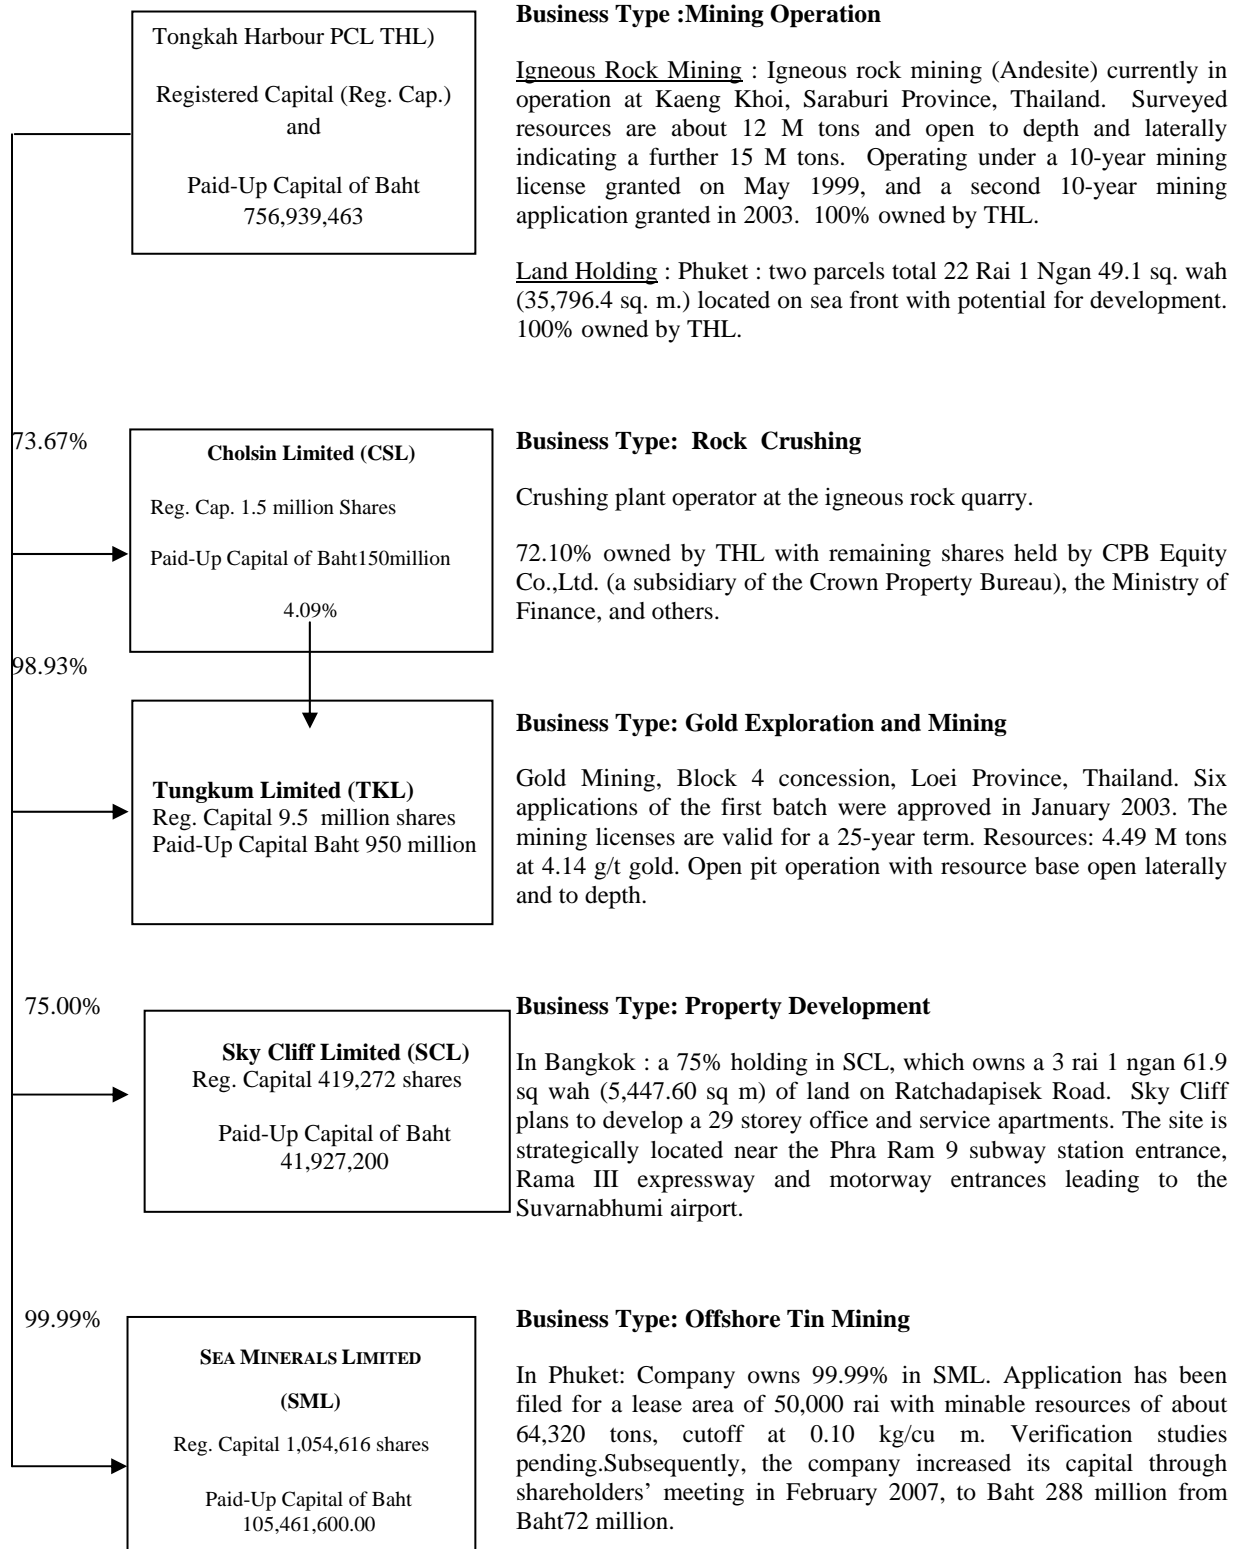 Tongkah Harbour PCL THL)
Registered Capital (Reg. Cap.)
and
Paid-Up Capital of Baht
756,939,463
Business Type :Mining Operation
Igneous Rock Mining : Igneous rock mining (Andesite) currently in
operation at Kaeng Khoi, Saraburi Province, Thailand. Surveyed
resources are about 12 M tons and open to depth and laterally
indicating a further 15 M tons. Operating under a 10-year mining
license granted on May 1999, and a second 10-year mining
application granted in 2003. 100% owned by THL.
Land Holding : Phuket : two parcels total 22 Rai 1 Ngan 49.1 sq. wah
(35,796.4 sq. m.) located on sea front with potential for development.
100% owned by THL.
73.67%
Cholsin Limited (CSL)
Reg. Cap. 1.5 million Shares
Paid-Up Capital of Baht150million
4.09%
Business Type: Rock Crushing
Crushing plant operator at the igneous rock quarry.
72.10% owned by THL with remaining shares held by CPB Equity
Co.,Ltd. (a subsidiary of the Crown Property Bureau), the Ministry of
Finance, and others.
98.93%
Tungkum Limited (TKL)
Reg. Capital 9.5 million shares
Paid-Up Capital Baht 950 million
Business Type: Gold Exploration and Mining
Gold Mining, Block 4 concession, Loei Province, Thailand. Six
applications of the first batch were approved in January 2003. The
mining licenses are valid for a 25-year term. Resources: 4.49 M tons
at 4.14 g/t gold. Open pit operation with resource base open laterally
and to depth.
75.00%
Sky Cliff Limited (SCL)
Reg. Capital 419,272 shares
Paid-Up Capital of Baht
41,927,200
Business Type: Property Development
In Bangkok : a 75% holding in SCL, which owns a 3 rai 1 ngan 61.9
sq wah (5,447.60 sq m) of land on Ratchadapisek Road. Sky Cliff
plans to develop a 29 storey office and service apartments. The site is
strategically located near the Phra Ram 9 subway station entrance,
Rama III expressway and motorway entrances leading to the
Suvarnabhumi airport.
99.99%
SEA MINERALS LIMITED
(SML)
Reg. Capital 1,054,616 shares
Paid-Up Capital of Baht
105,461,600.00
Business Type: Offshore Tin Mining
In Phuket: Company owns 99.99% in SML. Application has been
filed for a lease area of 50,000 rai with minable resources of about
64,320 tons, cutoff at 0.10 kg/cu m. Verification studies
pending.Subsequently, the company increased its capital through
shareholders’ meeting in February 2007, to Baht 288 million from
Baht72 million.